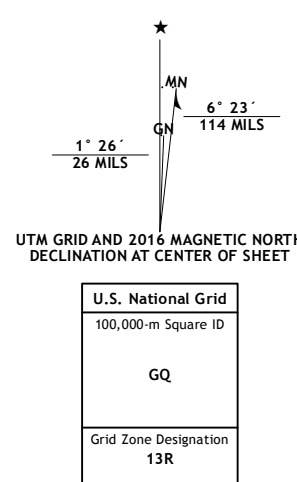 ★
MN
GN
6° 23´
114 MILS
1° 26´
26 MILS
UTM GRID AND 2016 MAGNETIC NORTH
DECLINATION AT CENTER OF SHEET
U.S. National Grid
100,000-m Square ID
GQ
Grid Zone Designation
13R